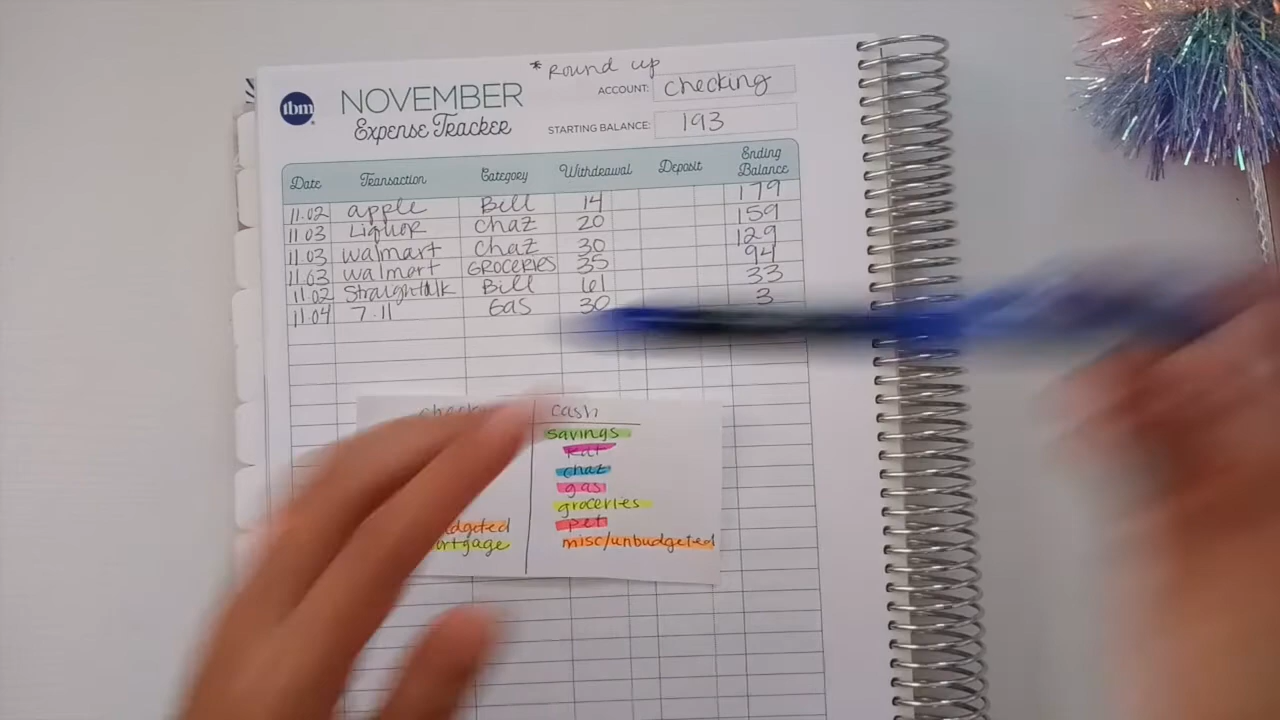 * Round up
tbm
NOVEMBER
Expense Tracker
ACCOUNT: checking
STARTING BALANCE: 193
Date Transaction Category Withdrawal Deposit Ending Balance
11.02 apple Bill 14 179
11.03 Liquor Chaz 20 159
11.03 walmart Chaz 30 129
11.03 walmart GROCERIES 35 94
11.02 Straightalk Bill 61 33
11.04 7.11 Gas 30 3
cash
savings
kat
chaz
gas
groceries
pet
misc/unbudgeted